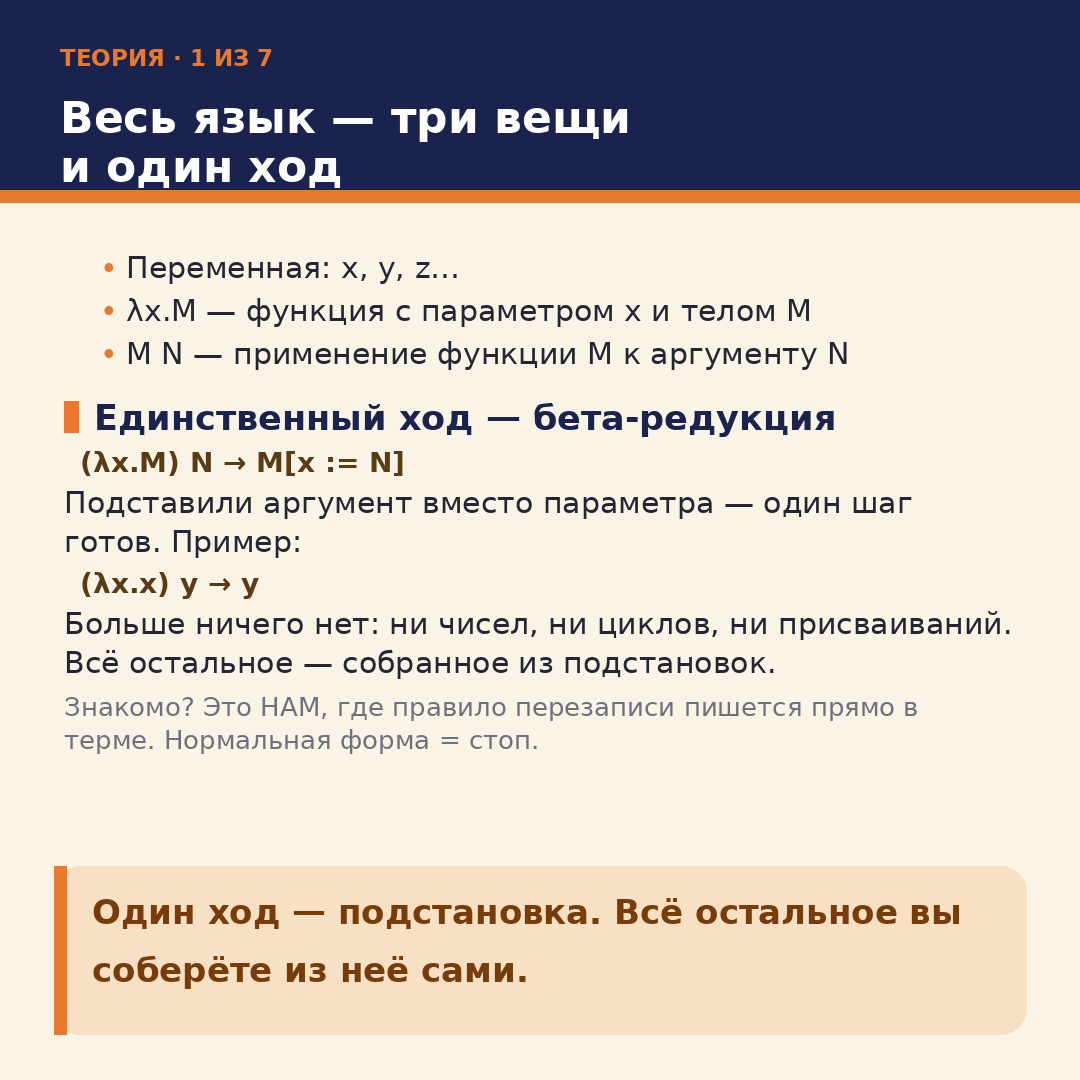 ТЕОРИЯ · 1 ИЗ 7
Весь язык — три вещи
и один ход
• Переменная: x, y, z…
• λx.M — функция с параметром x и телом M
• M N — применение функции M к аргументу N
Единственный ход — бета-редукция
(λx.M) N → M[x := N]
Подставили аргумент вместо параметра — один шаг
готов. Пример:
(λx.x) y → y
Больше ничего нет: ни чисел, ни циклов, ни присваиваний.
Всё остальное — собранное из подстановок.
Знакомо? Это НАМ, где правило перезаписи пишется прямо в
терме. Нормальная форма = стоп.
Один ход — подстановка. Всё остальное вы
соберёте из неё сами.